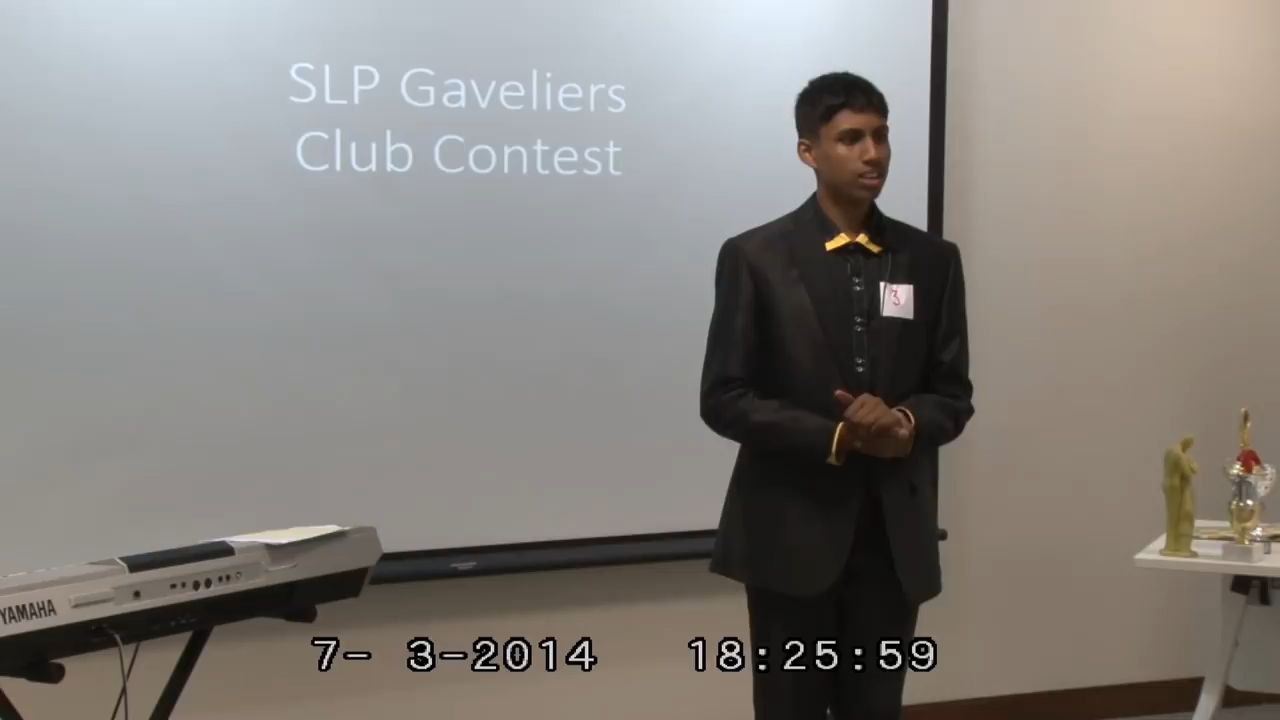 SLP Gaveliers
Club Contest
3
YAMAHA
7- 3-2014 18:25:59